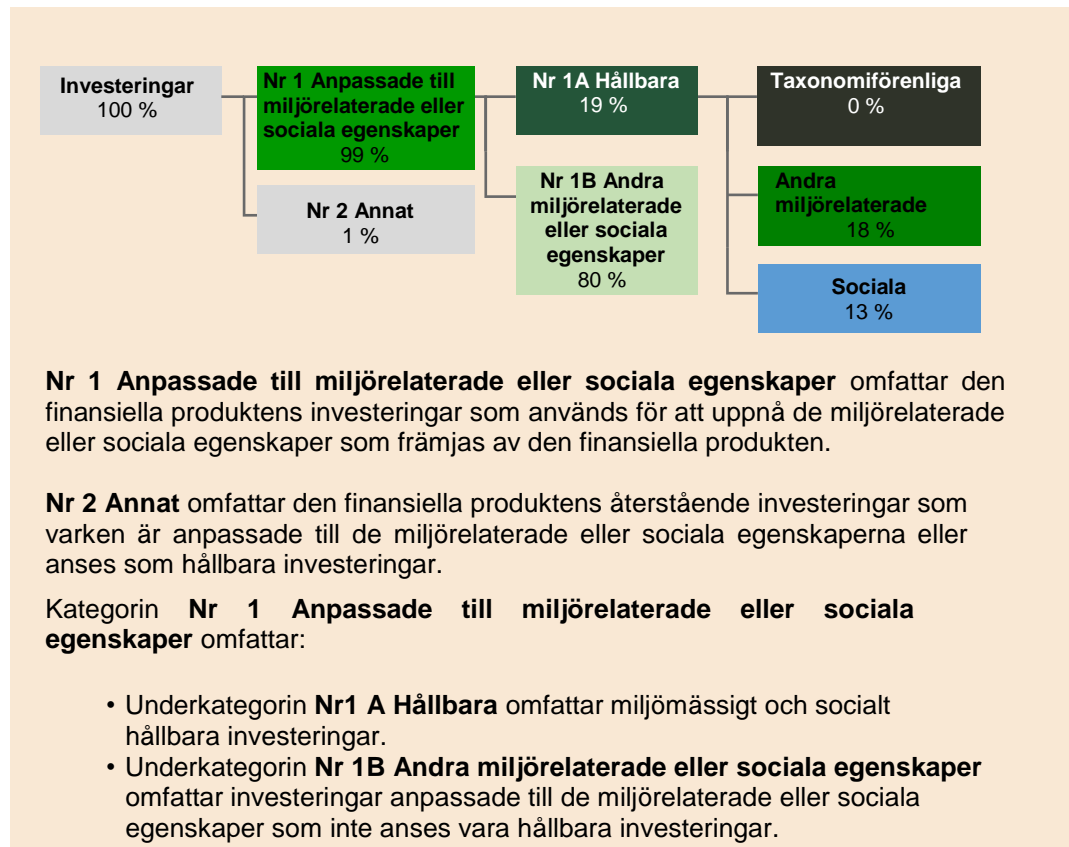 Investeringar
100 %
Nr 1 Anpassade till
miljörelaterade eller
sociala egenskaper
99 %
Nr 2 Annat
1 %
Nr 1A Hållbara
19 %
Nr 1B Andra
miljörelaterade
eller sociala
egenskaper
80 %
Taxonomiförenliga
0 %
Andra
miljörelaterade
18 %
Sociala
13 %
Nr 1 Anpassade till miljörelaterade eller sociala egenskaper omfattar den
finansiella produktens investeringar som används för att uppnå de miljörelaterade
eller sociala egenskaper som främjas av den finansiella produkten.
Nr 2 Annat omfattar den finansiella produktens återstående investeringar som
varken är anpassade till de miljörelaterade eller sociala egenskaperna eller
anses som hållbara investeringar.
Kategorin Nr 1 Anpassade till miljörelaterade eller sociala
egenskaper omfattar:
• Underkategorin Nr1 A Hållbara omfattar miljömässigt och socialt
hållbara investeringar.
• Underkategorin Nr 1B Andra miljörelaterade eller sociala egenskaper
omfattar investeringar anpassade till de miljörelaterade eller sociala
egenskaper som inte anses vara hållbara investeringar.